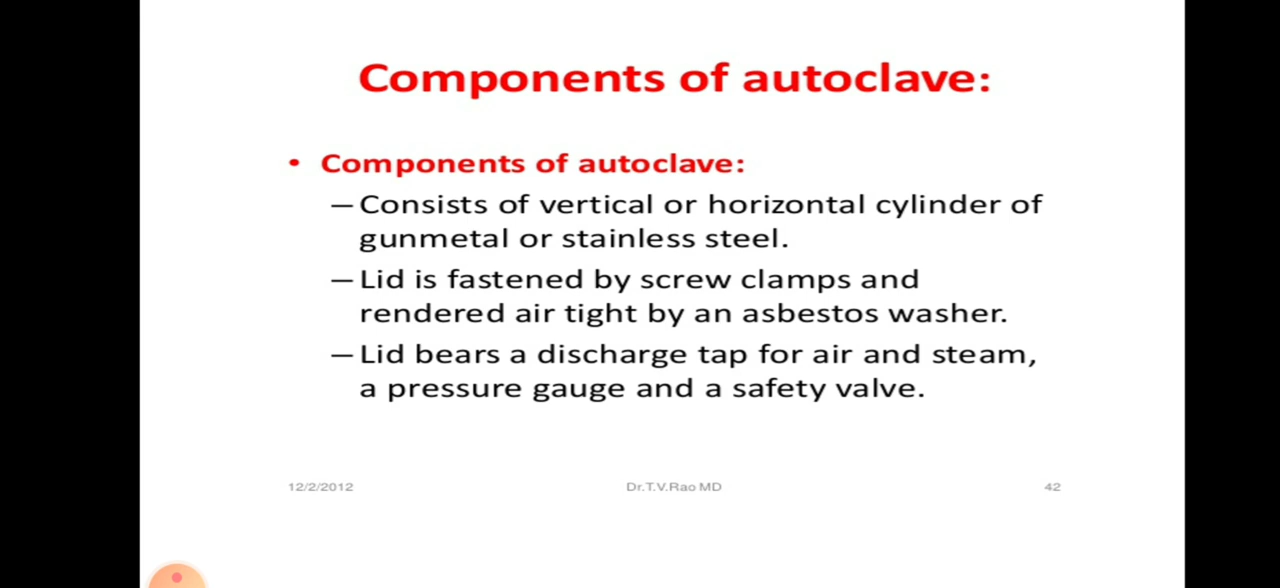 Components of autoclave:
• Components of autoclave:
– Consists of vertical or horizontal cylinder of
gunmetal or stainless steel.
– Lid is fastened by screw clamps and
rendered air tight by an asbestos washer.
– Lid bears a discharge tap for air and steam,
a pressure gauge and a safety valve.
12/2/2012 Dr.T.V.Rao MD 42